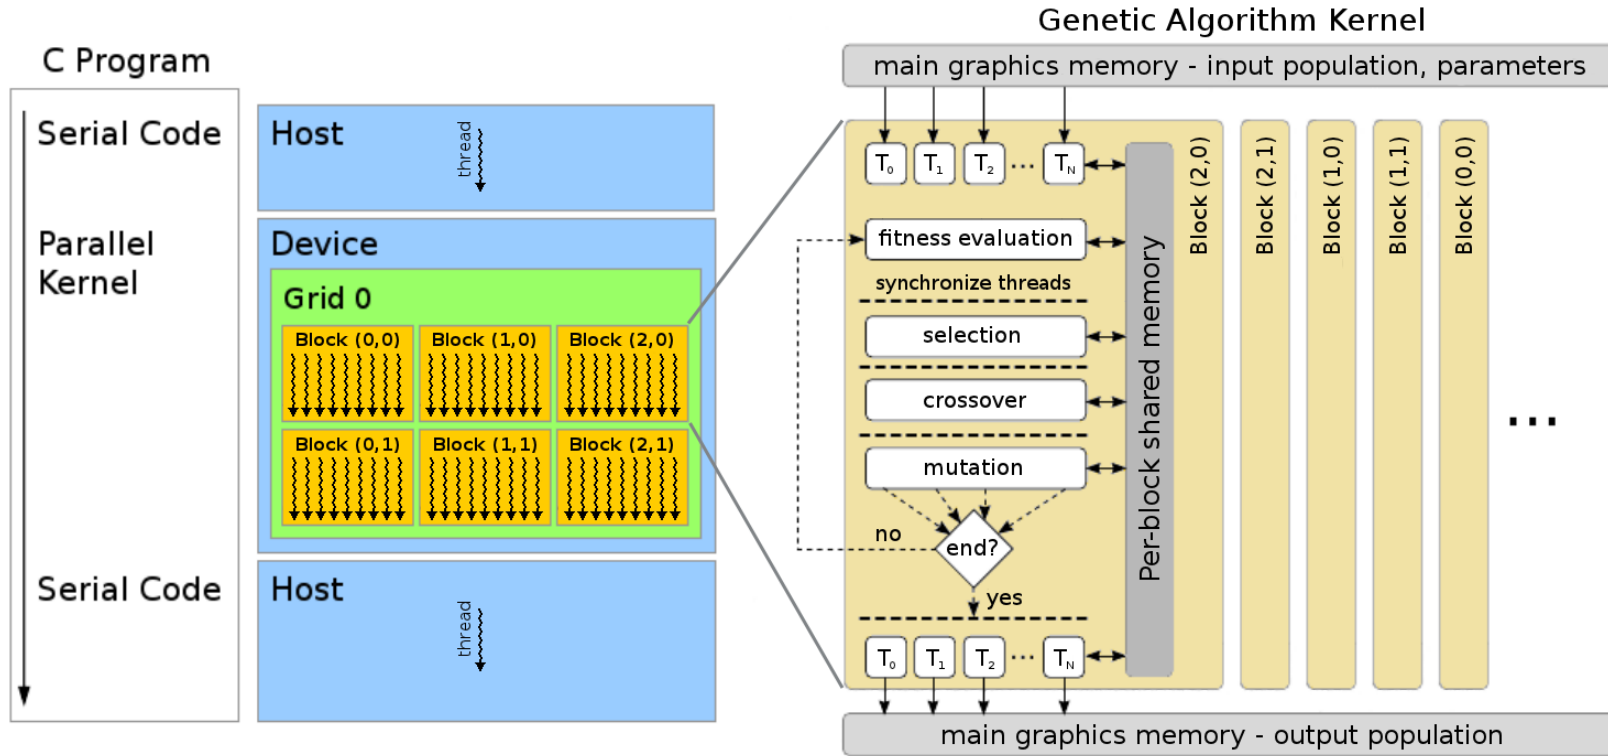 Genetic Algorithm Kernel
C Program
main graphics memory - input population, parameters
Serial Code
Host
thread
Parallel
Kernel
Device
Grid 0
Block (0,0)
Block (1,0)
Block (2,0)
Block (0,1)
Block (1,1)
Block (2,1)
Serial Code
Host
thread
T0
T1
T2
...
TN
fitness evaluation
synchronize threads
selection
crossover
mutation
no
end?
yes
T0
T1
T2
...
TN
Per-block shared memory
Block (2,0)
Block (2,1)
Block (1,0)
Block (1,1)
Block (0,0)
...
main graphics memory - output population